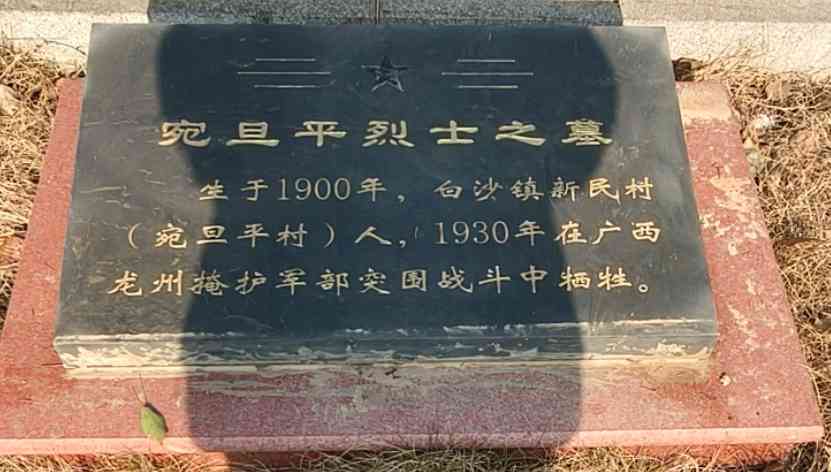 宛旦平烈士之墓
生于1900年，白沙镇新民村
（宛旦平村）人，1930年在广西
龙州掩护军部突围战斗中牺牲。